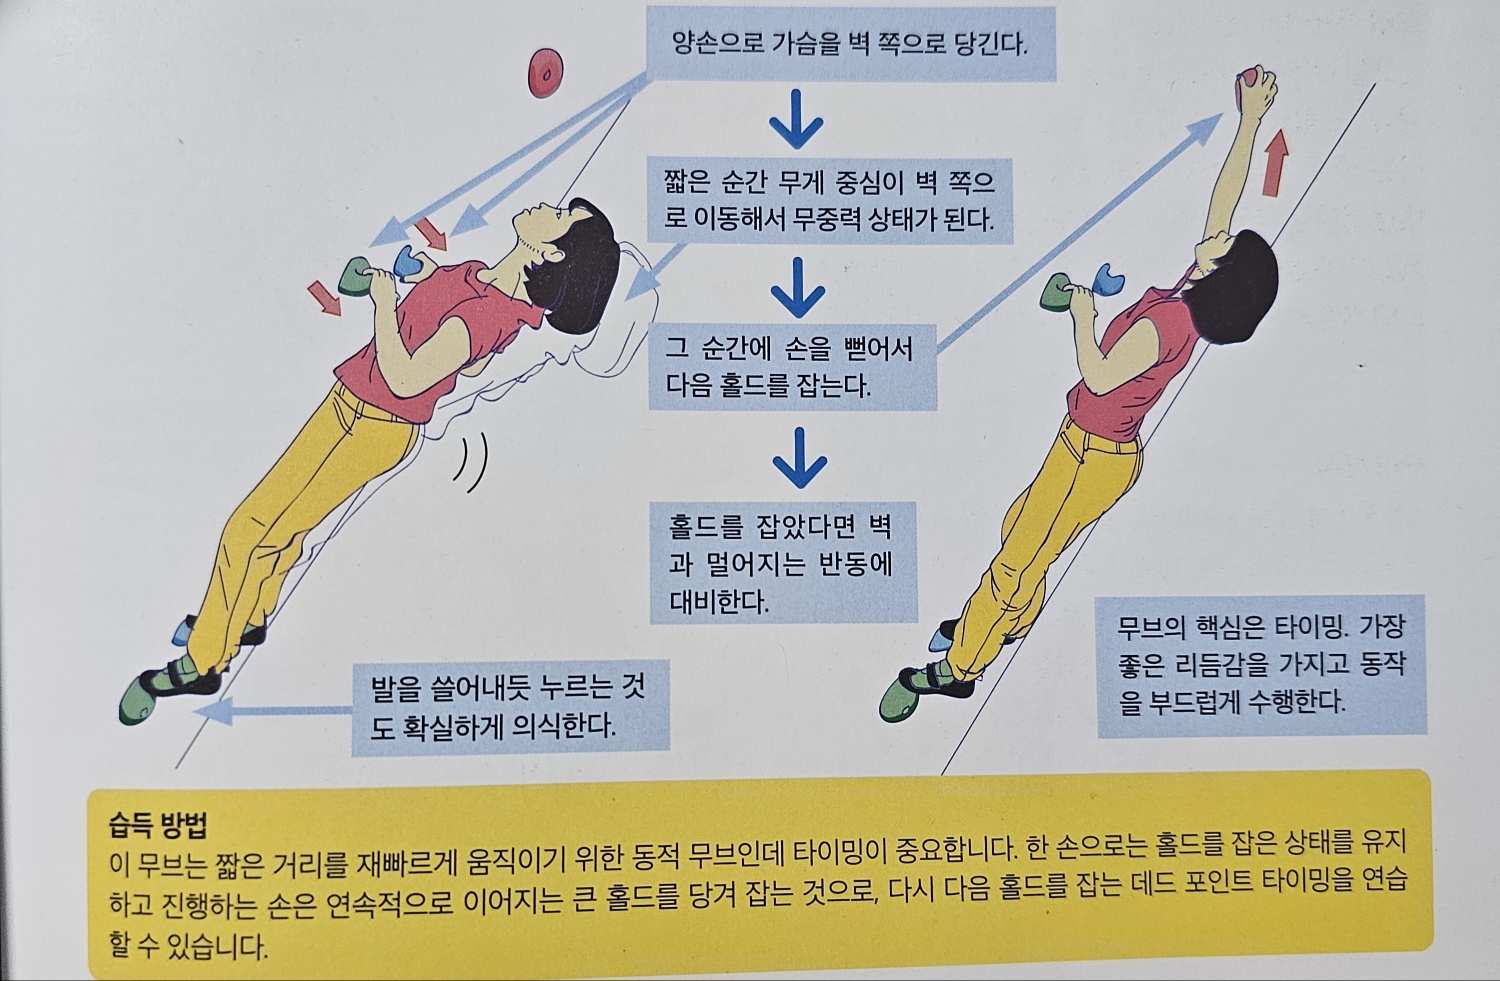 양손으로 가슴을 벽 쪽으로 당긴다.
짧은 순간 무게 중심이 벽 쪽으
로 이동해서 무중력 상태가 된다.
그 순간에 손을 뻗어서
다음 홀드를 잡는다.
홀드를 잡았다면 벽
과 멀어지는 반동에
대비한다.
무브의 핵심은 타이밍. 가장
좋은 리듬감을 가지고 동작
을 부드럽게 수행한다.
발을 쓸어내듯 누르는 것
도 확실하게 의식한다.
습득 방법
이 무브는 짧은 거리를 재빠르게 움직이기 위한 동적 무브인데 타이밍이 중요합니다. 한 손으로는 홀드를 잡은 상태를 유지
하고 진행하는 손은 연속적으로 이어지는 큰 홀드를 당겨 잡는 것으로, 다시 다음 홀드를 잡는 데드 포인트 타이밍을 연습
할 수 있습니다.